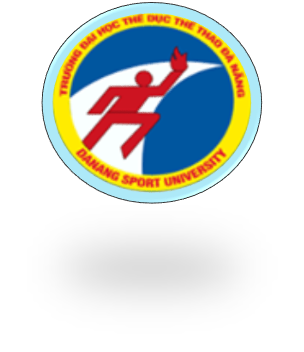 TRƯỜNG ĐẠI HỌC THỂ DỤC THỂ THAO ĐÀ NẴNG
DANANG SPORT UNIVERSITY